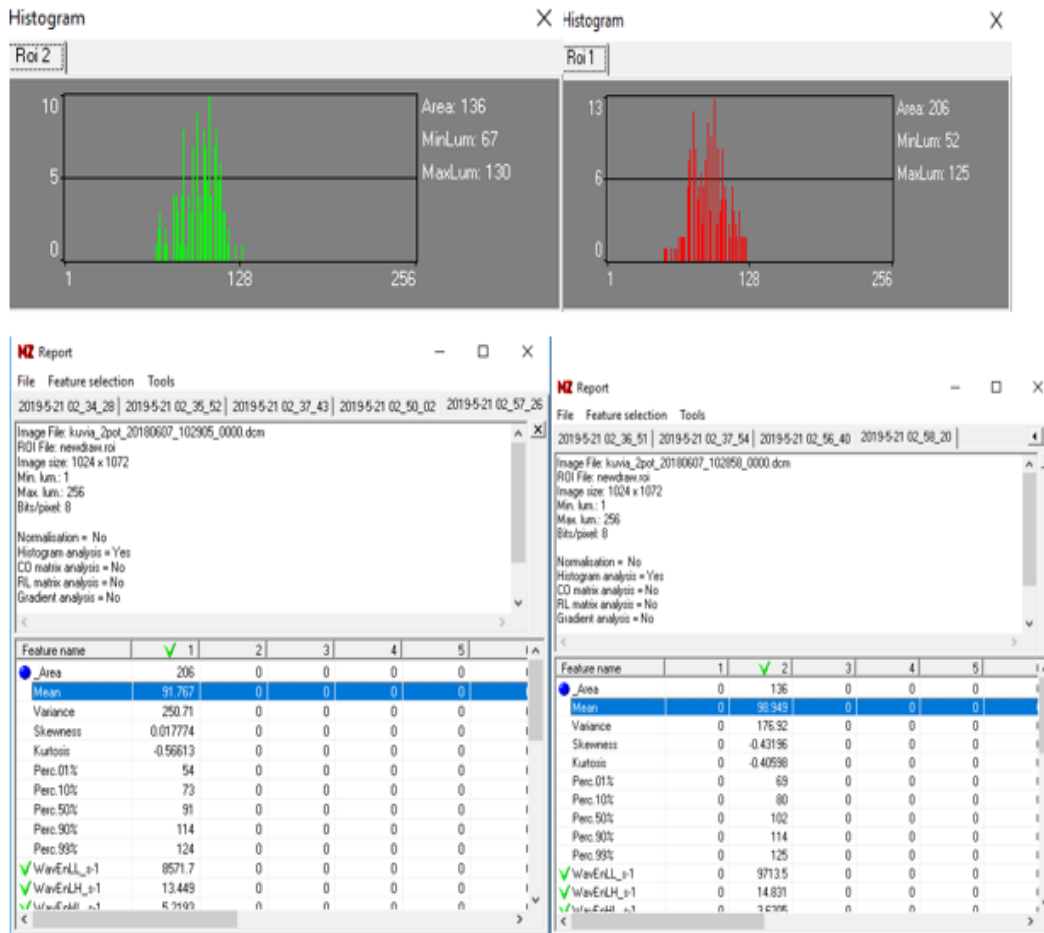 Histogram
Roi 2
10
5
0
1 128 256
Area: 136
MinLum: 67
MaxLum: 130
Histogram
Roi 1
13
6
0
1 128 256
Area: 206
MinLum: 52
MaxLum: 125
MZ Report
File Feature selection Tools
2019-5-21 02_34_28 2019-5-21 02_35_52 2019-5-21 02_37_43 2019-5-21 02_50_02 2019-5-21 02_57_26
Image File: kuvia_2pot_20180607_102905_0000.dcm
ROI File: newdraw.roi
Image size: 1024 x 1072
Min. lum.: 1
Max. lum.: 256
Bits/pixel: 8
Normalisation = No
Histogram analysis = Yes
CO matrix analysis = No
RL matrix analysis = No
Gradient analysis = No
Feature name 1 2 3 4 5
_Area 206 0 0 0 0
Mean 91.767 0 0 0 0
Variance 250.71 0 0 0 0
Skewness 0.017774 0 0 0 0
Kurtosis -0.56613 0 0 0 0
Perc.01% 54 0 0 0 0
Perc.10% 73 0 0 0 0
Perc.50% 91 0 0 0 0
Perc.90% 114 0 0 0 0
Perc.99% 124 0 0 0 0
WavEnLL_s-1 8571.7 0 0 0 0
WavEnLH_s-1 13.449 0 0 0 0
WavEnHL_s-1 5.2193 0 0 0 0
MZ Report
File Feature selection Tools
2019-5-21 02_36_51 2019-5-21 02_37_54 2019-5-21 02_56_40 2019-5-21 02_58_20
Image File: kuvia_2pot_20180607_102858_0000.dcm
ROI File: newdraw.roi
Image size: 1024 x 1072
Min. lum.: 1
Max. lum.: 256
Bits/pixel: 8
Normalisation = No
Histogram analysis = Yes
CO matrix analysis = No
RL matrix analysis = No
Gradient analysis = No
Feature name 1 2 3 4 5
_Area 0 136 0 0 0
Mean 0 98.949 0 0 0
Variance 0 176.92 0 0 0
Skewness 0 -0.43196 0 0 0
Kurtosis 0 -0.40598 0 0 0
Perc.01% 0 69 0 0 0
Perc.10% 0 80 0 0 0
Perc.50% 0 102 0 0 0
Perc.90% 0 114 0 0 0
Perc.99% 0 125 0 0 0
WavEnLL_s-1 0 9713.5 0 0 0
WavEnLH_s-1 0 14.831 0 0 0
WavEnHL_s-1 0 3.6205 0 0 0